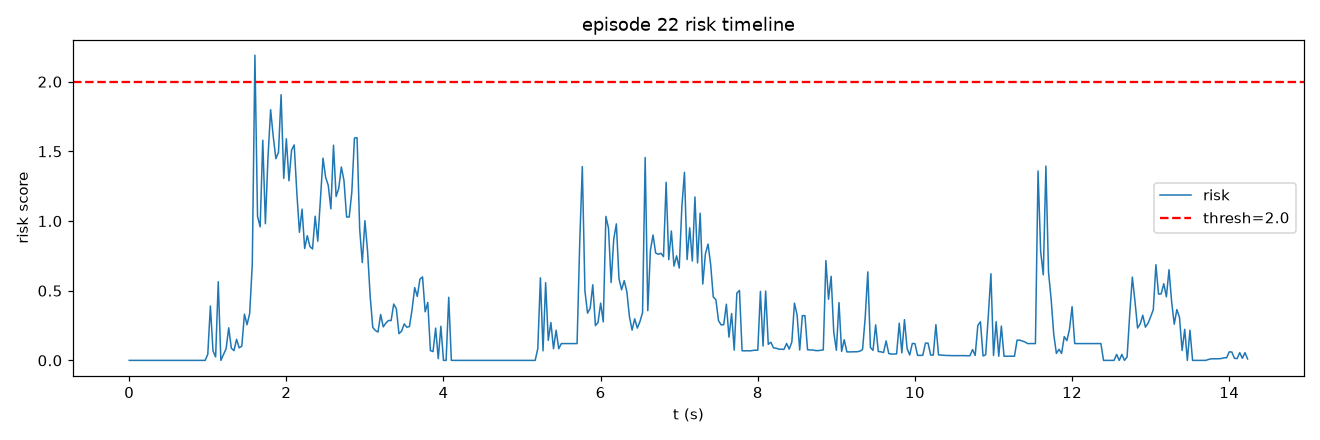 episode 22 risk timeline
risk score
2.0
1.5
1.0
0.5
0.0
risk
thresh=2.0
0 2 4 6 8 10 12 14
t (s)